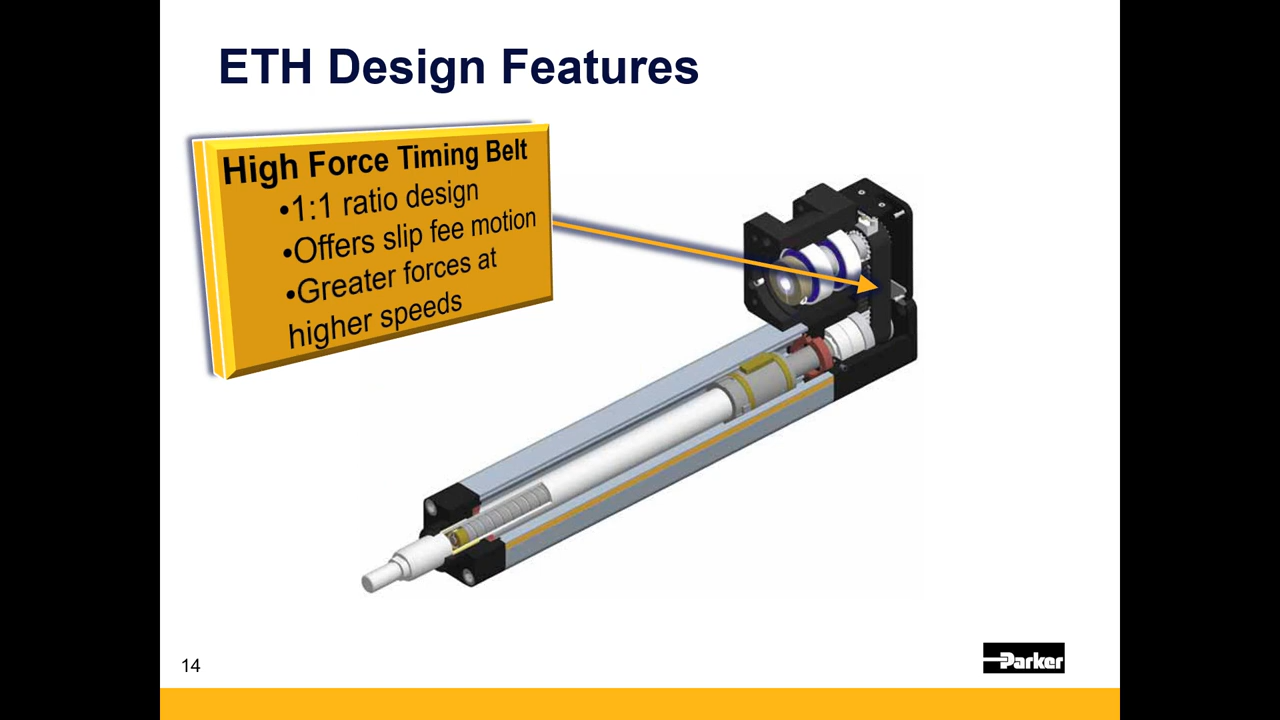 ETH Design Features
High Force Timing Belt
•1:1 ratio design
•Offers slip fee motion
•Greater forces at
higher speeds
14
Parker